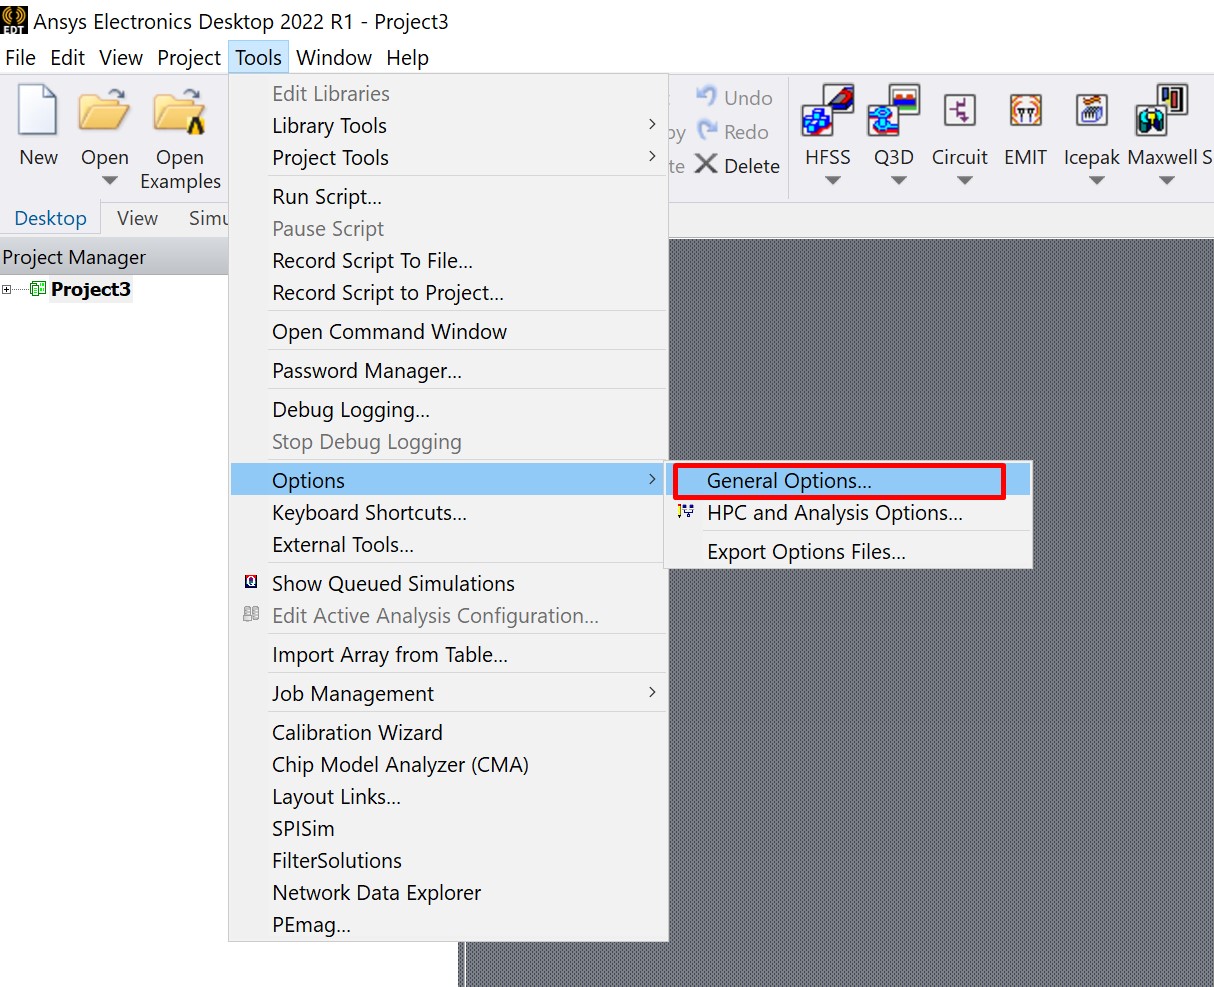 EDT Ansys Electronics Desktop 2022 R1 - Project3
File Edit View Project Tools Window Help
New
Open
Open Examples
Undo
Redo
Delete
HFSS
Q3D
Circuit
EMIT
Icepak
Maxwell
Desktop View
Project Manager
Project3
Edit Libraries
Library Tools
Project Tools
Run Script...
Pause Script
Record Script To File...
Record Script to Project...
Open Command Window
Password Manager...
Debug Logging...
Stop Debug Logging
Options
Keyboard Shortcuts...
External Tools...
Show Queued Simulations
Edit Active Analysis Configuration...
Import Array from Table...
Job Management
Calibration Wizard
Chip Model Analyzer (CMA)
Layout Links...
SPISim
FilterSolutions
Network Data Explorer
PEmag...
General Options...
HPC and Analysis Options...
Export Options Files...